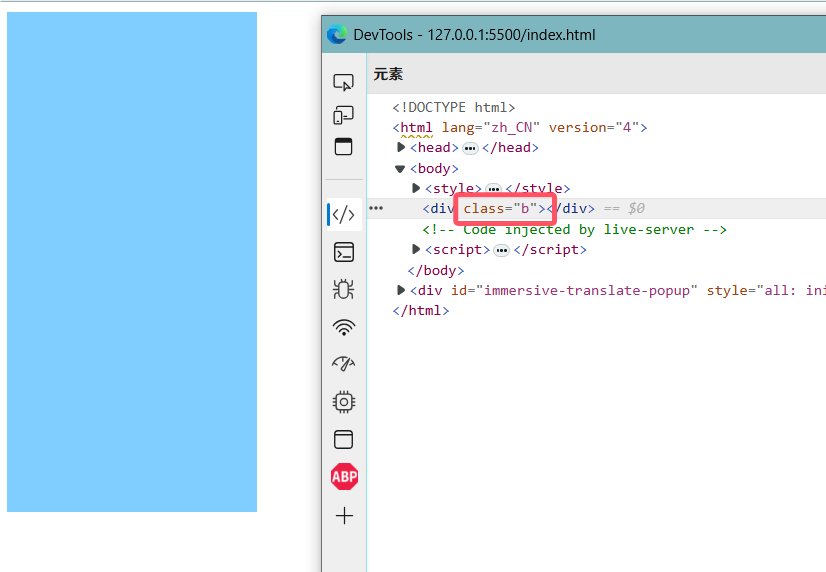 DevTools - 127.0.0.1:5500/index.html
元素
<!DOCTYPE html>
<html lang="zh_CN" version="4">
<head> ••• </head>
<body>
<style> ••• </style>
••• <div class="b"></div> == $0
<!-- Code injected by live-server -->
<script> ••• </script>
</body>
<div id="immersive-translate-popup" style="all: ini
</html>
ABP